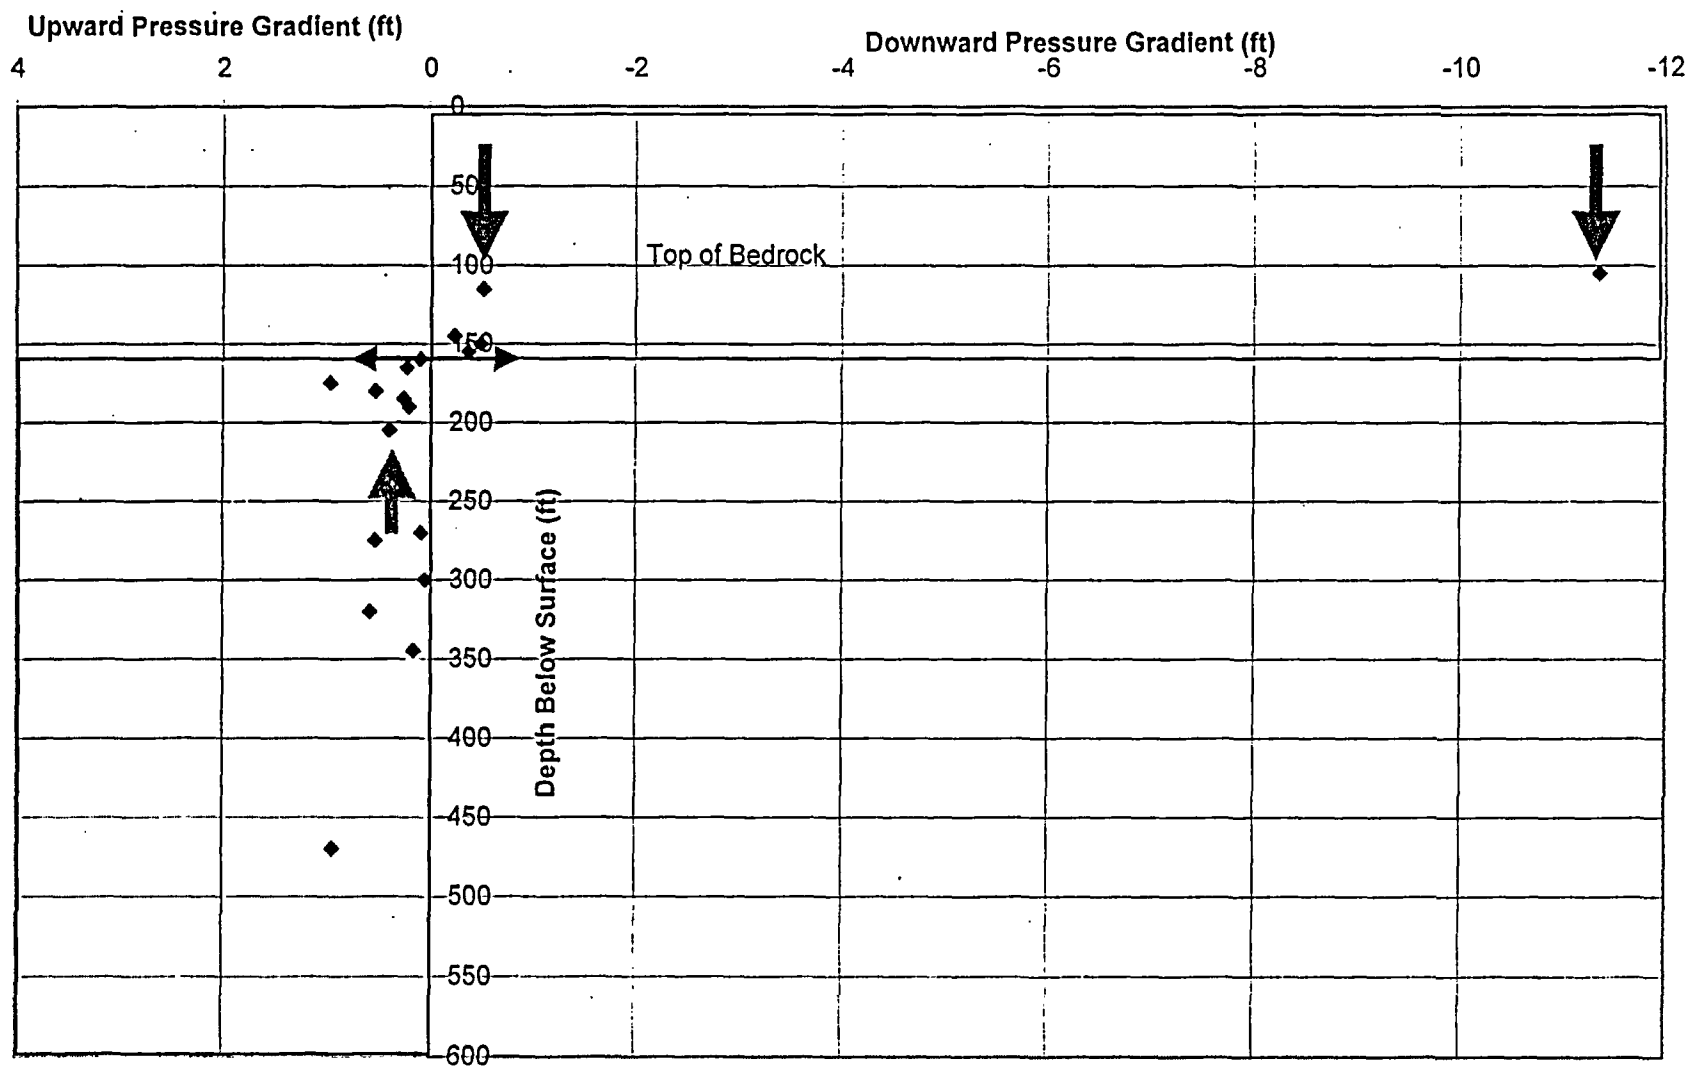 Upward Pressure Gradient (ft)
Downward Pressure Gradient (ft)
4 2 0 -2 -4 -6 -8 -10 -12
0
50
Top of Bedrock
100
150
200
250
300
350
400
450
500
550
600
Depth Below Surface (ft)